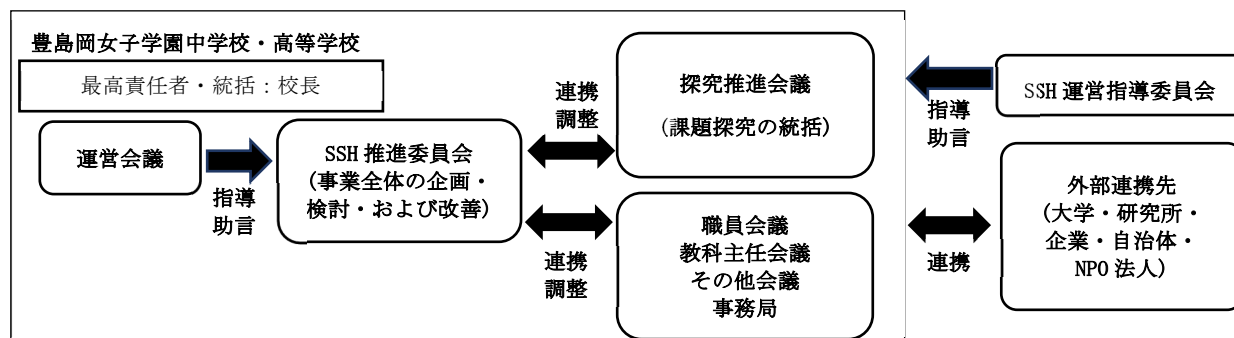 豊島岡女子学園中学校・高等学校
最高責任者・統括：校長
運営会議
指導
助言
SSH 推進委員会
(事業全体の企画・
検討・および改善)
連携
調整
連携
調整
探究推進会議
(課題探究の統括)
職員会議
教科主任会議
その他会議
事務局
指導
助言
連携
SSH 運営指導委員会
外部連携先
(大学・研究所・
企業・自治体・
NPO 法人)